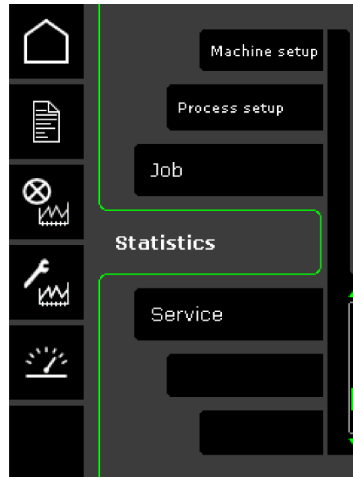 Machine setup
Process setup
Job
Statistics
Service